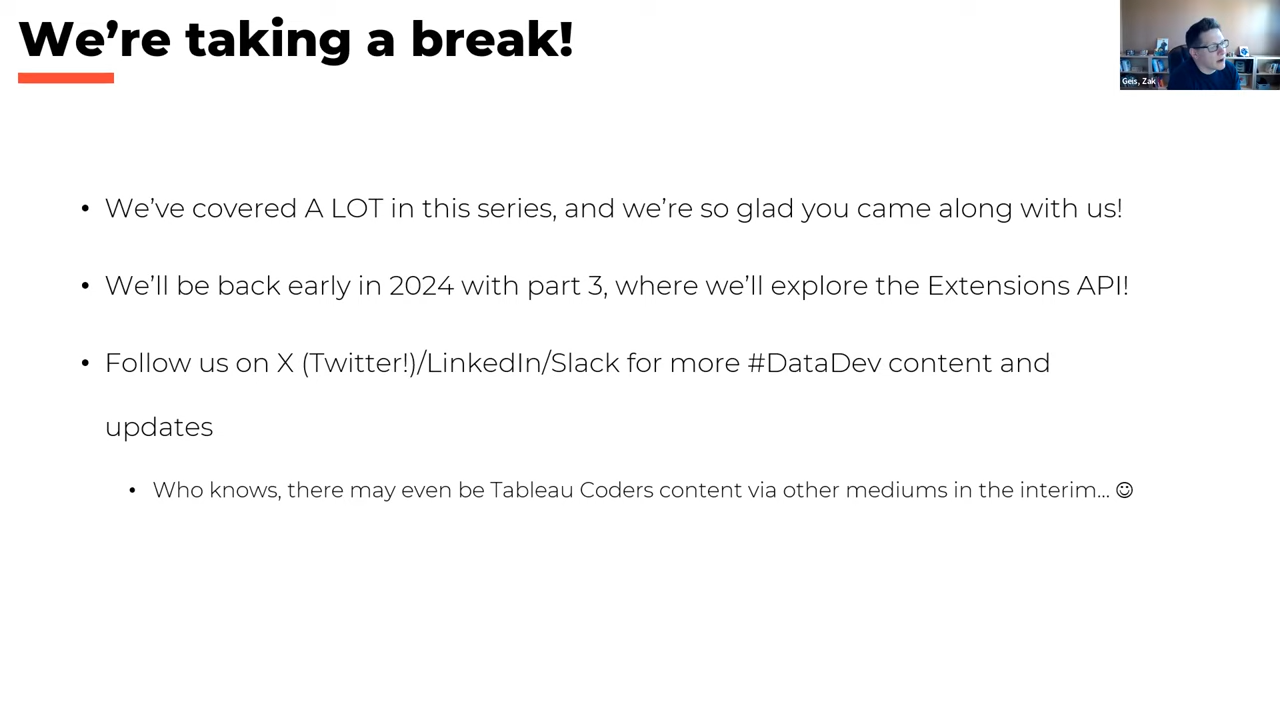 We're taking a break!
Geis, Zak
• We've covered A LOT in this series, and we're so glad you came along with us!
• We'll be back early in 2024 with part 3, where we'll explore the Extensions API!
• Follow us on X (Twitter!)/LinkedIn/Slack for more #DataDev content and
updates
• Who knows, there may even be Tableau Coders content via other mediums in the interim... ☺